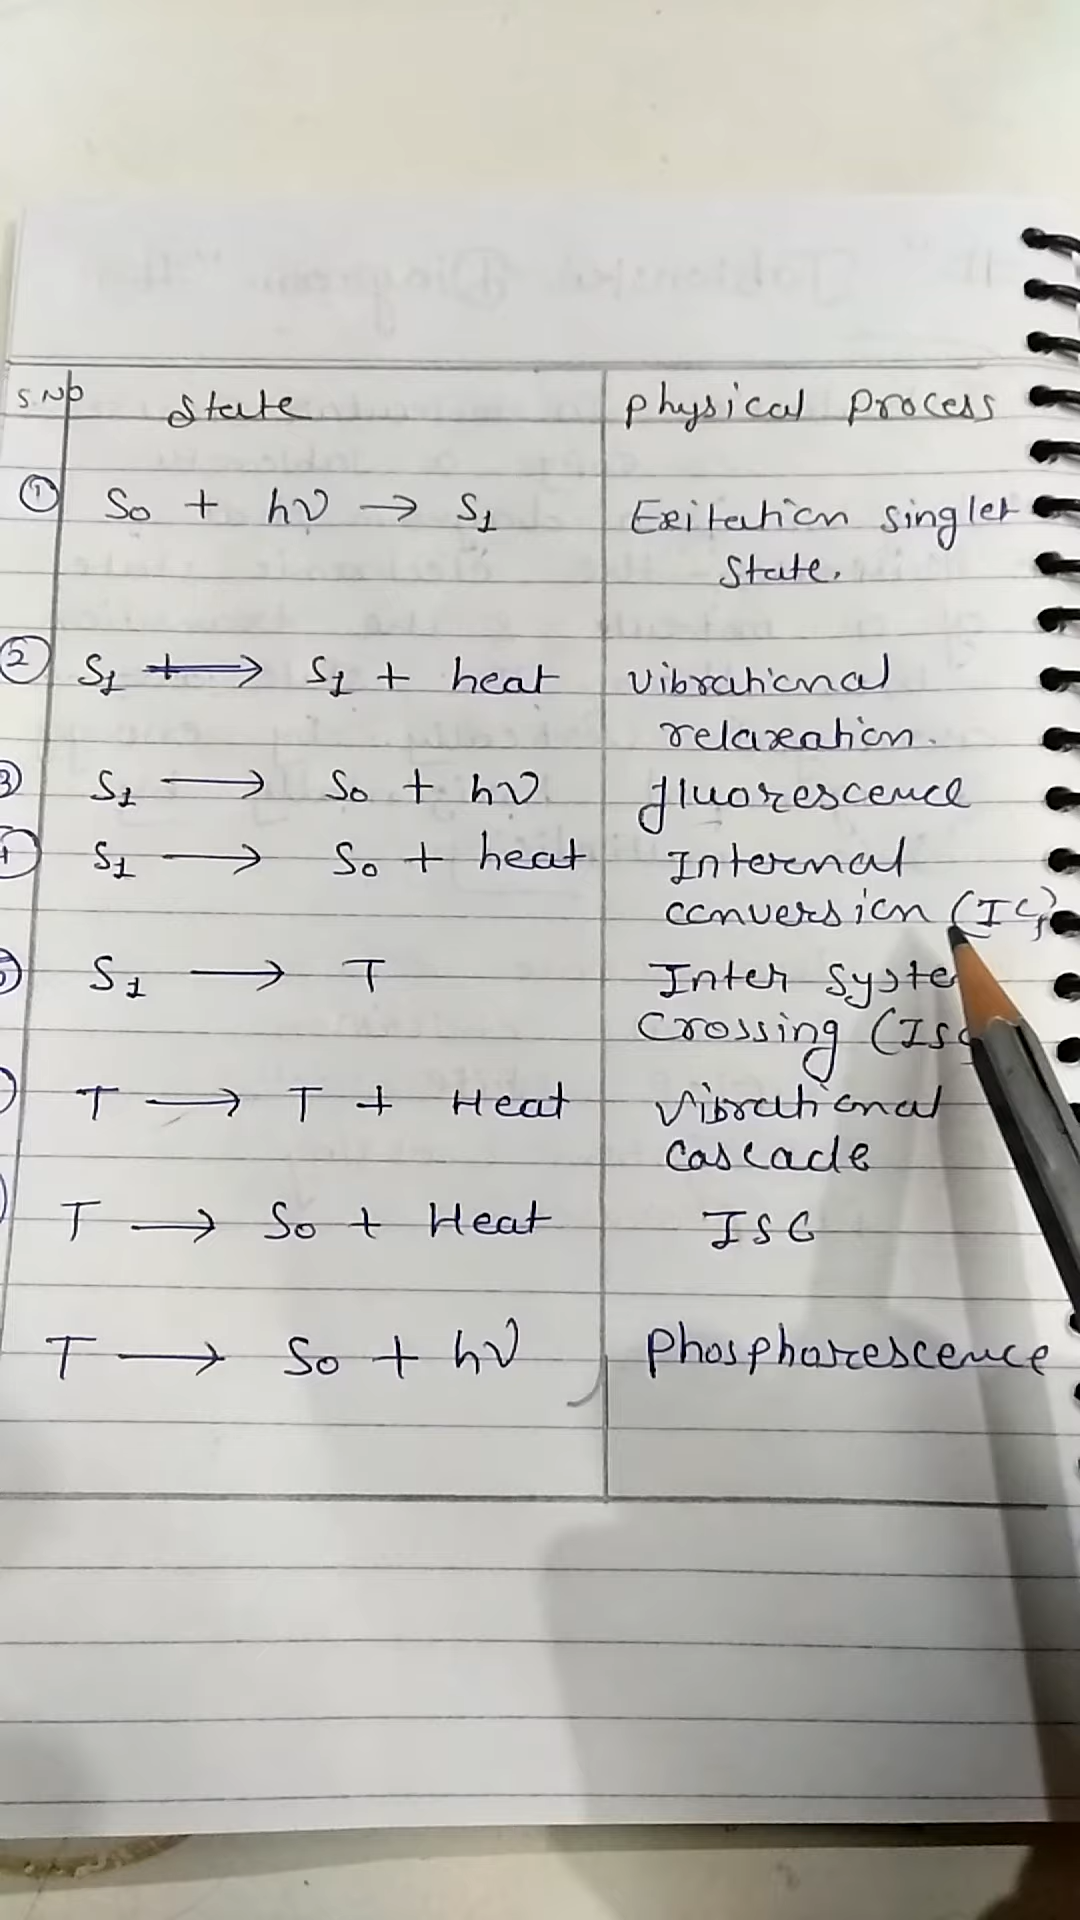 S.No State Physical Process
① S0 + hν → S1 Exitation singlet
State.
② S1 → S1 + heat vibrational
relaxation.
3 S1 → S0 + hν fluorescence
S1 → S0 + heat Internal
conversion (IC)
S1 → T Inter Syste
Crossing (ISC
T → T + Heat Vibrational
Cascade
T → S0 + Heat ISC
T → S0 + hν Phosphorescence